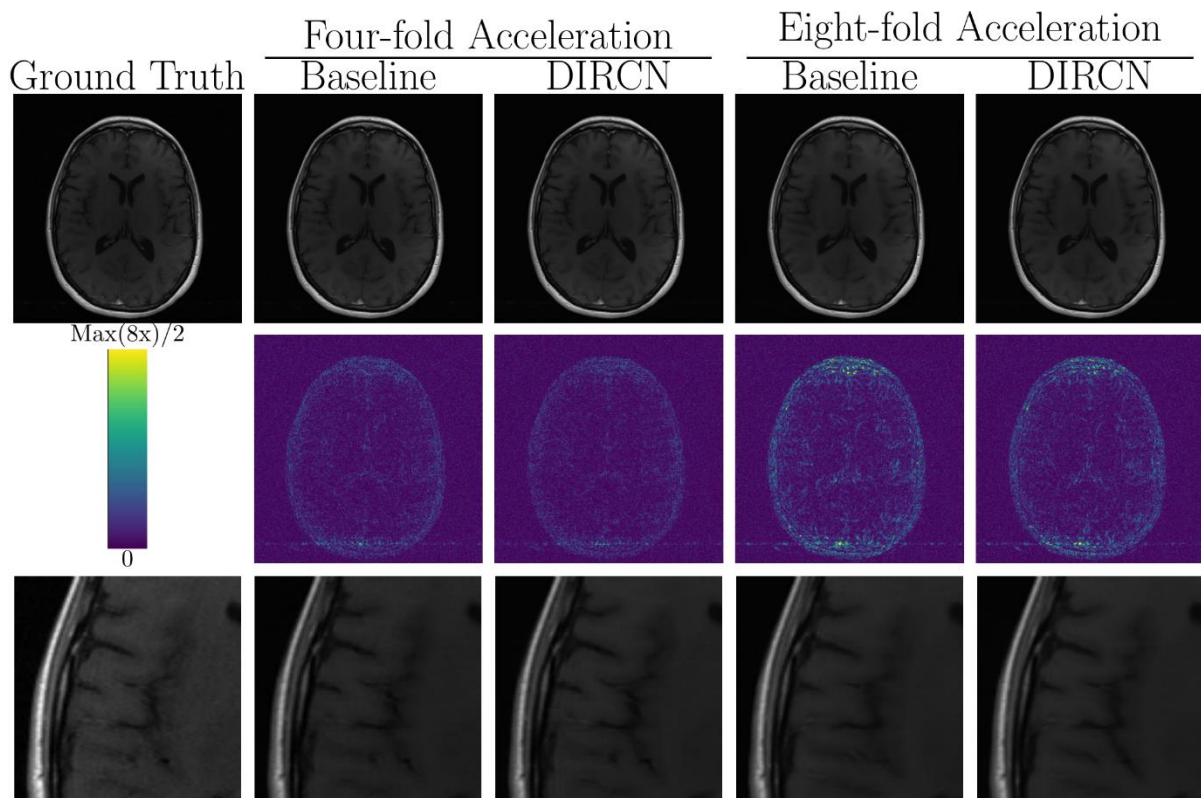 Four-fold Acceleration
Eight-fold Acceleration
Ground Truth
Baseline
DIRCN
Baseline
DIRCN
Max(8x)/2
0